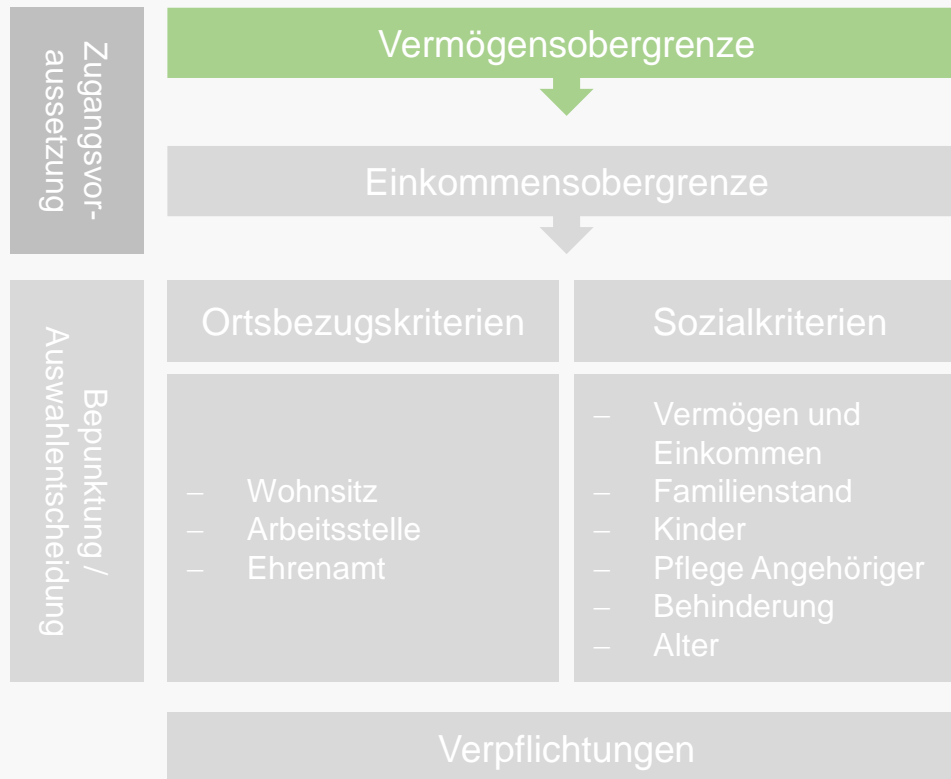 Zugangsvor-
aussetzung
Vermögensobergrenze
Einkommensobergrenze
Bepunktung /
Auswahlentscheidung
Ortsbezugskriterien
– Wohnsitz
– Arbeitsstelle
– Ehrenamt
Sozialkriterien
– Vermögen und
Einkommen
– Familienstand
– Kinder
– Pflege Angehöriger
– Behinderung
– Alter
Verpflichtungen